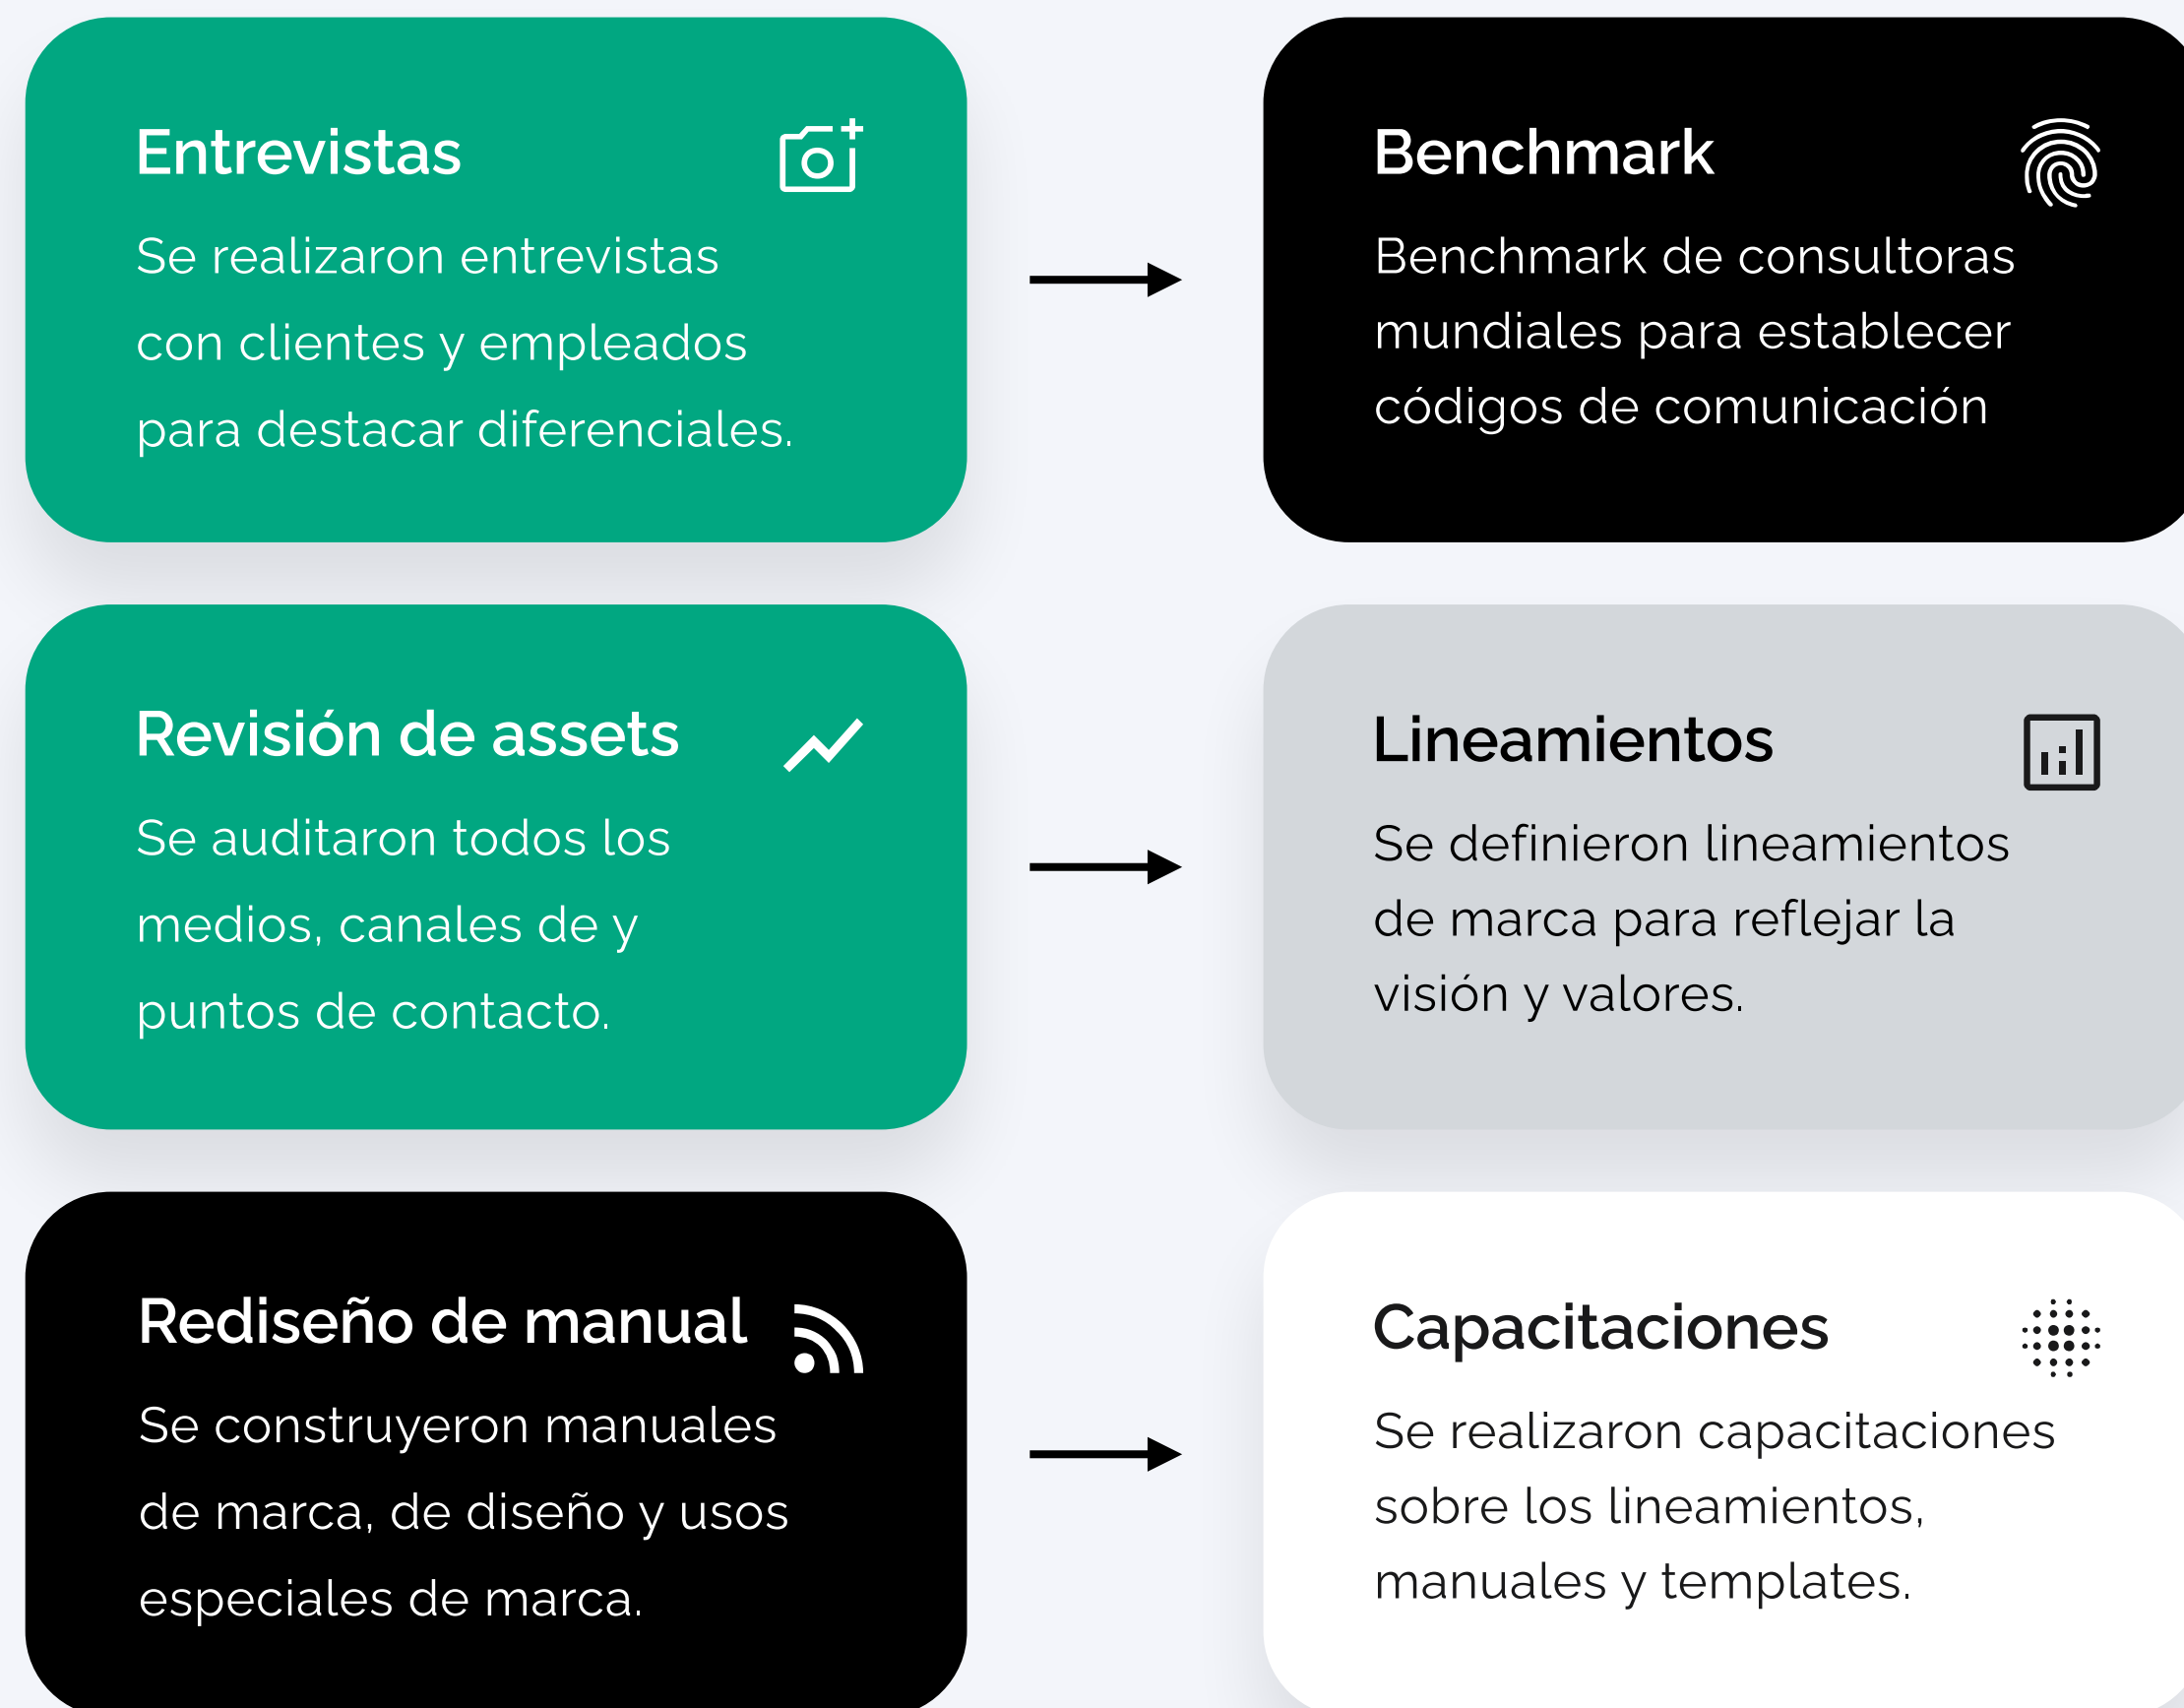 Entrevistas
Se realizaron entrevistas
con clientes y empleados
para destacar diferenciales.
Benchmark
Benchmark de consultoras
mundiales para establecer
códigos de comunicación
Revisión de assets
Se auditaron todos los
medios, canales de y
puntos de contacto.
Lineamientos
Se definieron lineamientos
de marca para reflejar la
visión y valores.
Rediseño de manual
Se construyeron manuales
de marca, de diseño y usos
especiales de marca.
Capacitaciones
Se realizaron capacitaciones
sobre los lineamientos,
manuales y templates.